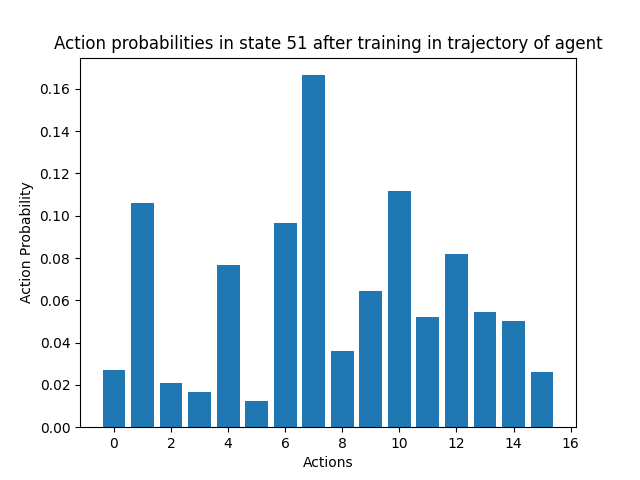 Action probabilities in state 51 after training in trajectory of agent
0.16
0.14
0.12
0.10
0.08
0.06
0.04
0.02
0.00
Action Probability
0 2 4 6 8 10 12 14 16
Actions